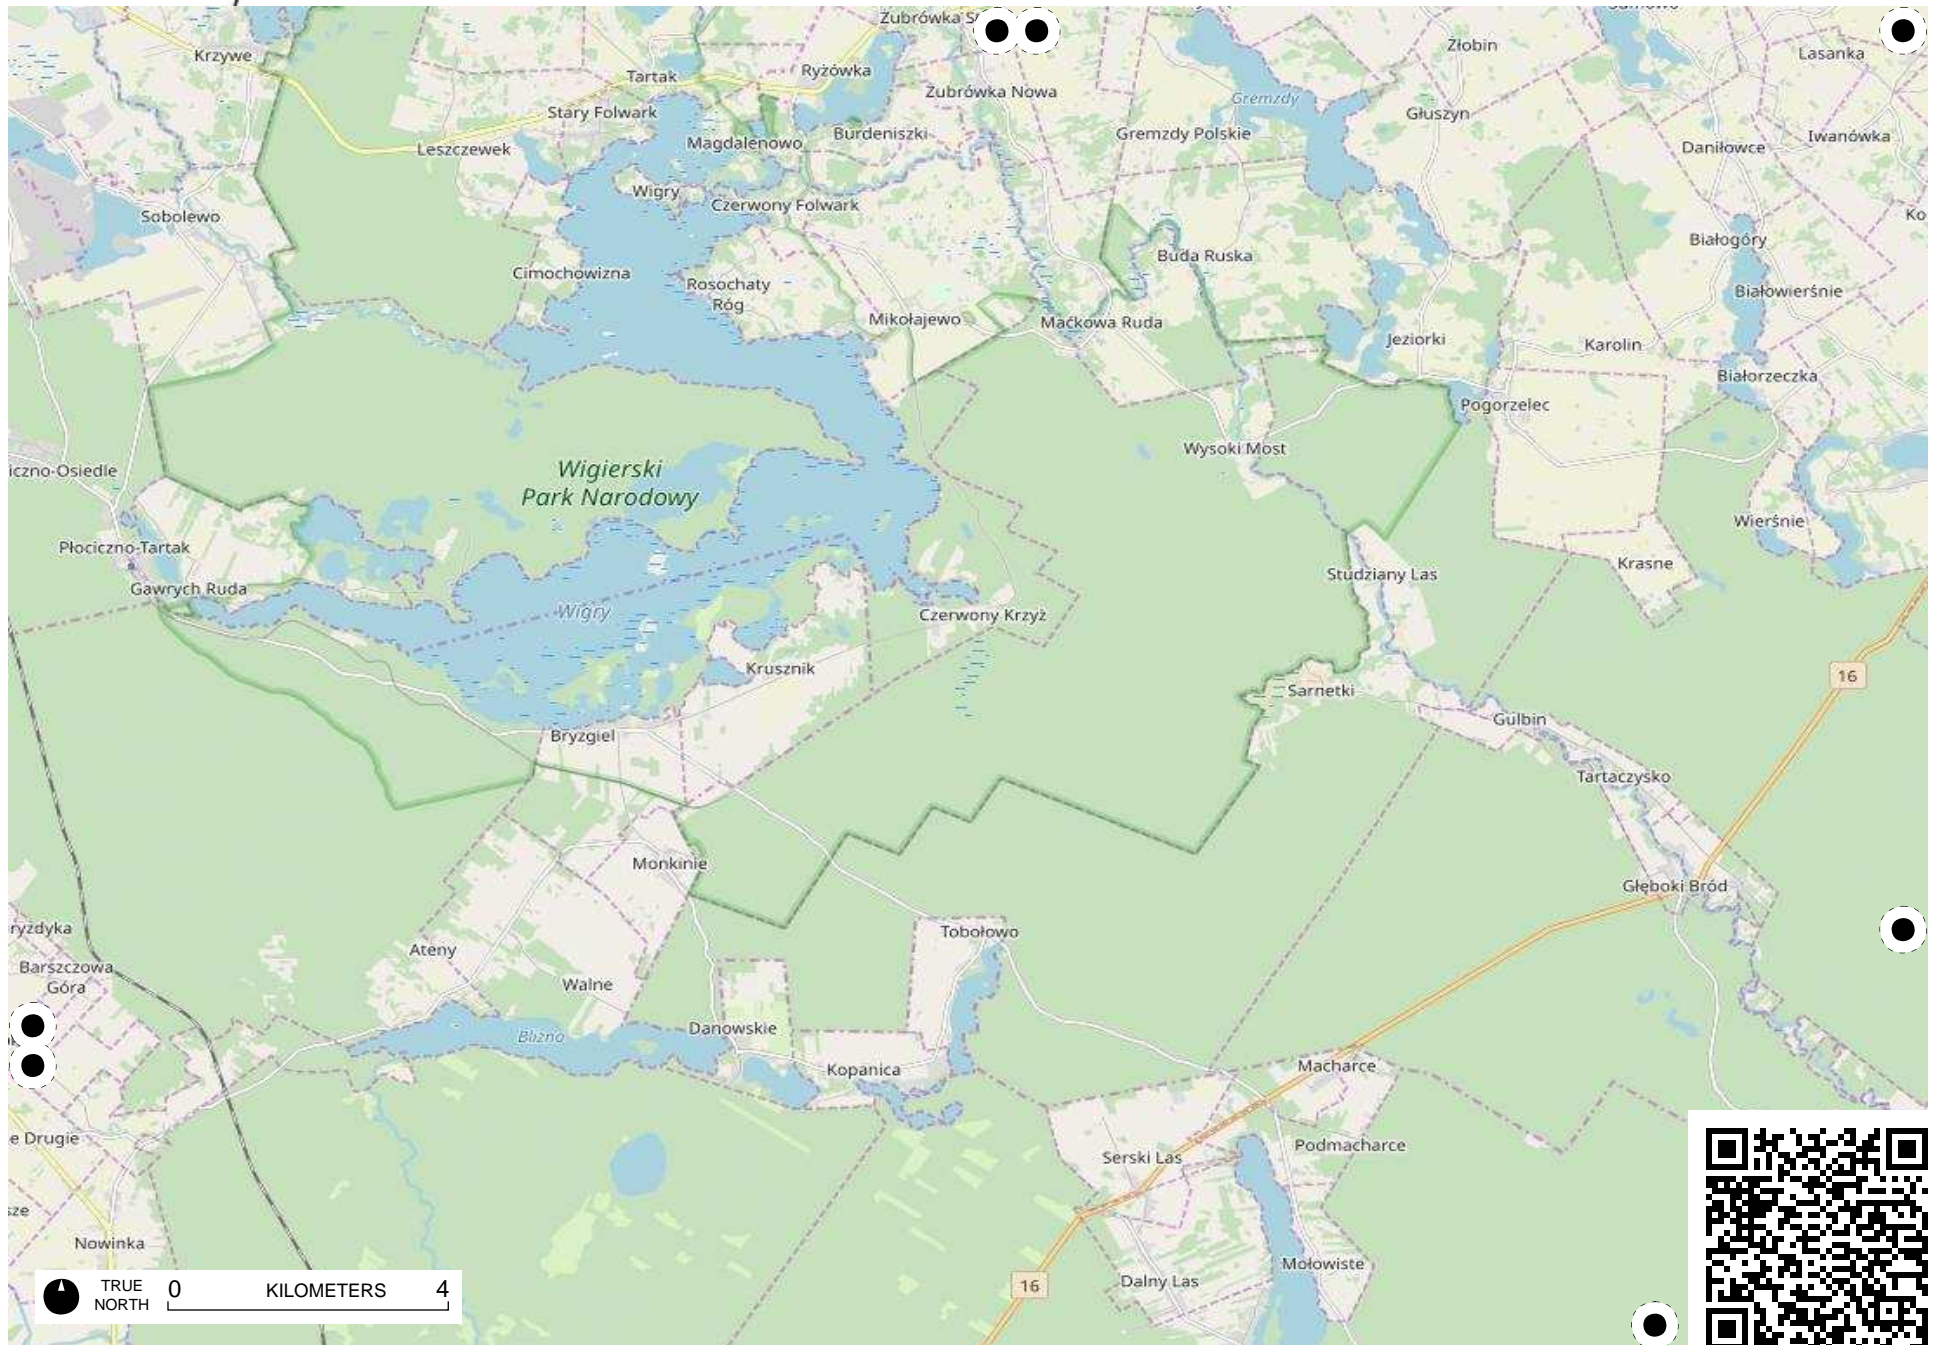 Krzywe
Zubrówka
Tartak
Ryżówka
Złobin
Lasanka
Stary Folwark
Żubrówka Nowa
Gremzdy
Głuszyn
Leszczewek
Magdalenowo
Burdeniszki
Gremzdy Polskie
Daniłowce
Iwanówka
Wigry
Czerwony Folwark
Sobolewo
Ko
Cimochowizna
Rosochaty
Róg
Buda Ruska
Białogóry
Białowierśnie
Mikołajewo
Maćkowa Ruda
Jeziorki
Karolin
Białorzeczka
Pogorzelec
Wysoki Most
iczno-Osiedle
Wigierski
Park Narodowy
Wierśnie
Płociczno-Tartak
Krasne
Gawrych Ruda
Studziany Las
Wigry
Czerwony Krzyż
Krusznik
16
Sarnetki
Gulbin
Bryzgiel
Tartaczysko
Monkinie
Głęboki Bród
ryzdyka
Ateny
Tobołowo
Barszczowa
Góra
Walne
Danowskie
Blizno
Kopanica
Macharce
e Drugie
Podmacharce
Serski Las
sze
Nowinka
Mołowiste
Dalny Las
16
TRUE
NORTH
0 KILOMETERS 4